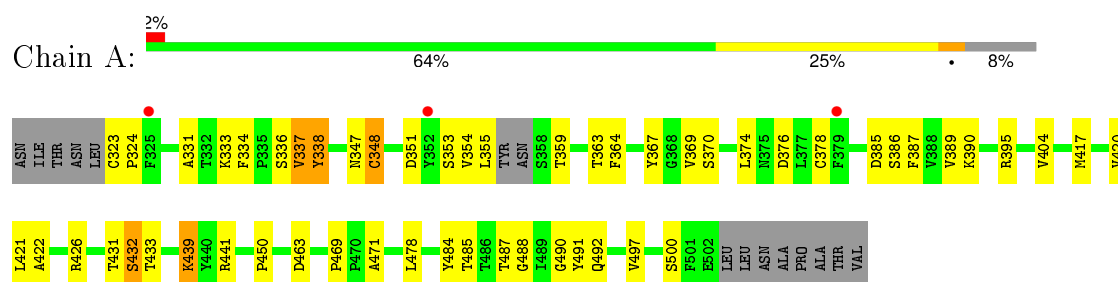 2%
Chain A:
64% 25% • 8%
ASN ILE THR ASN LEU C323 P324 F325 A331 T332 K333 F334 P335 S336 V337 Y338 N347 C348 D351 Y352 S353 V354 L355 TYR ASN S358 T359 T363 F364 Y367 G368 V369 S370 L374 N375 D376 L377 C378 F379 D385 S386 F387 V388 V389 K390 R395 V404 M417 V420
L421 A422 R426 T431 S432 T433 K439 Y440 R441 P450 D463 P469 P470 A471 L478 Y484 T485 T486 T487 G488 I489 G490 Y491 Q492 V497 S500 F501 E502 LEU LEU ASN ALA PRO ALA THR VAL